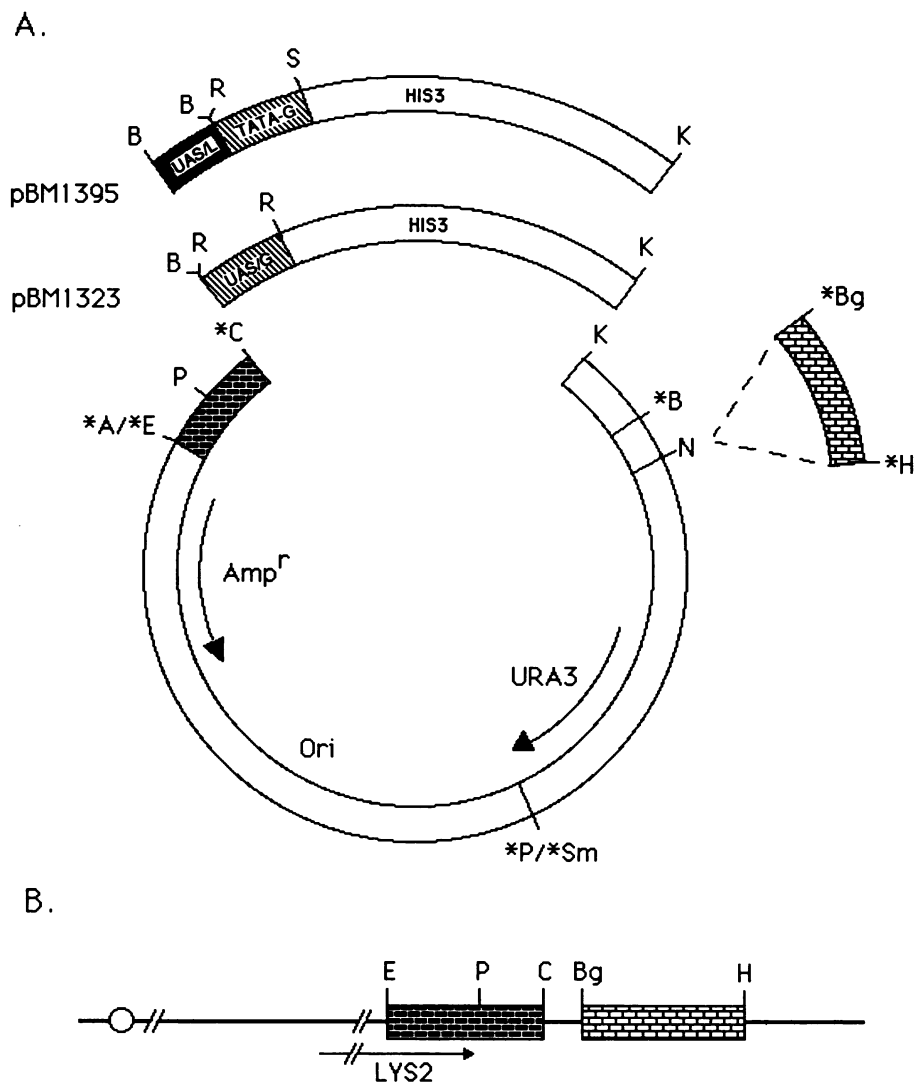 A.
S
B R
TATA-G
HIS3
B
UAS/L
K
pBM1395
R
R
HIS3
B
UAS/G
K
pBM1323
*C
K
*Bg
P
*B
*A/*E
N
*H
Amp^r
URA3
Ori
*P/*Sm
B.
E P C Bg H
LYS2